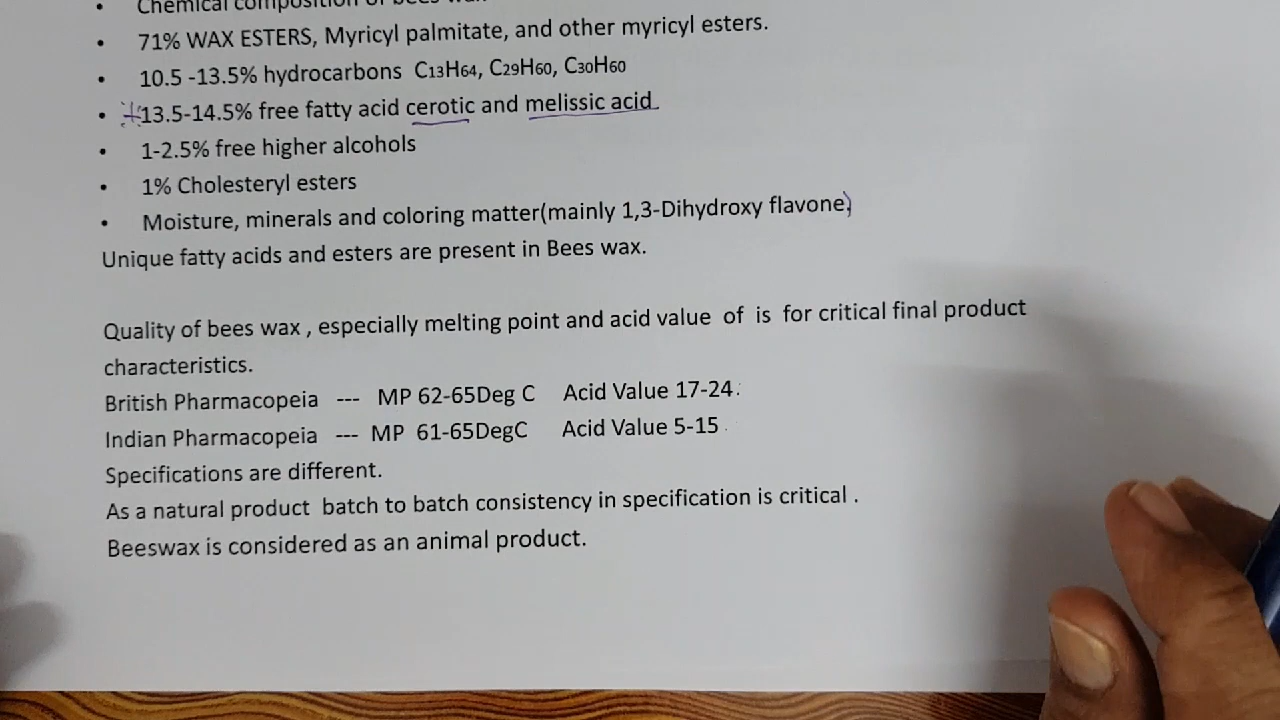 • Chemical composition of bees wax
• 71% WAX ESTERS, Myricyl palmitate, and other myricyl esters.
• 10.5 -13.5% hydrocarbons C13H64, C29H60, C30H60
• 13.5-14.5% free fatty acid cerotic and melissic acid
• 1-2.5% free higher alcohols
• 1% Cholesteryl esters
• Moisture, minerals and coloring matter(mainly 1,3-Dihydroxy flavone)
Unique fatty acids and esters are present in Bees wax.
Quality of bees wax , especially melting point and acid value of is for critical final product
characteristics.
British Pharmacopeia --- MP 62-65Deg C Acid Value 17-24.
Indian Pharmacopeia --- MP 61-65DegC Acid Value 5-15
Specifications are different.
As a natural product batch to batch consistency in specification is critical .
Beeswax is considered as an animal product.